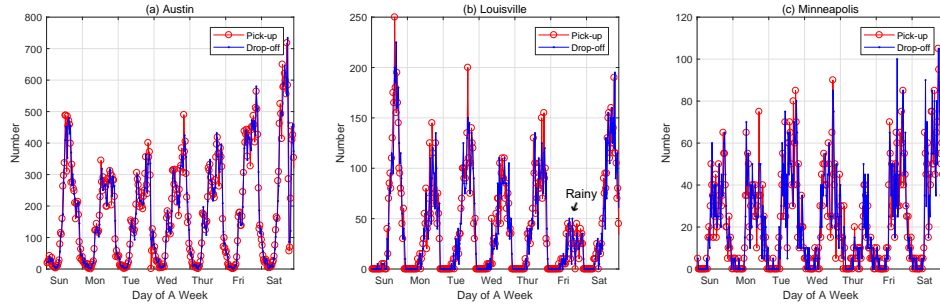 (a) Austin
800
700
600
500
400
300
200
100
0
Number
Sun Mon Tue Wed Thur Fri Sat
Day of A Week
Pick-up
Drop-off
(b) Louisville
250
200
150
100
50
0
Number
Sun Mon Tue Wed Thur Fri Sat
Day of A Week
Pick-up
Drop-off
Rainy
(c) Minneapolis
120
100
80
60
40
20
0
Number
Sun Mon Tue Wed Thur Fri Sat
Day of A Week
Pick-up
Drop-off